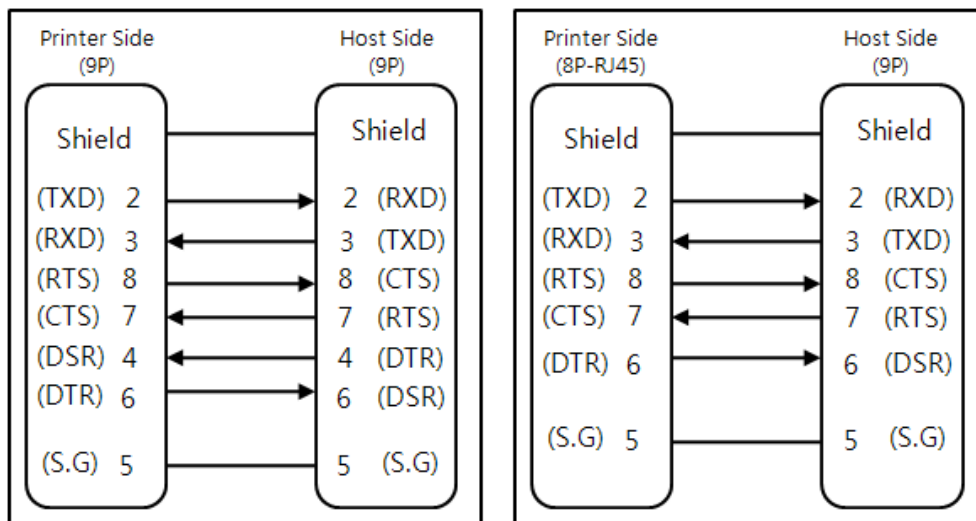 Printer Side
(9P)
Host Side
(9P)
Shield
Shield
(TXD) 2
2 (RXD)
(RXD) 3
3 (TXD)
(RTS) 8
8 (CTS)
(CTS) 7
7 (RTS)
(DSR) 4
4 (DTR)
(DTR) 6
6 (DSR)
(S.G) 5
5 (S.G)
Printer Side
(8P-RJ45)
Host Side
(9P)
Shield
Shield
(TXD) 2
2 (RXD)
(RXD) 3
3 (TXD)
(RTS) 8
8 (CTS)
(CTS) 7
7 (RTS)
(DTR) 6
6 (DSR)
(S.G) 5
5 (S.G)